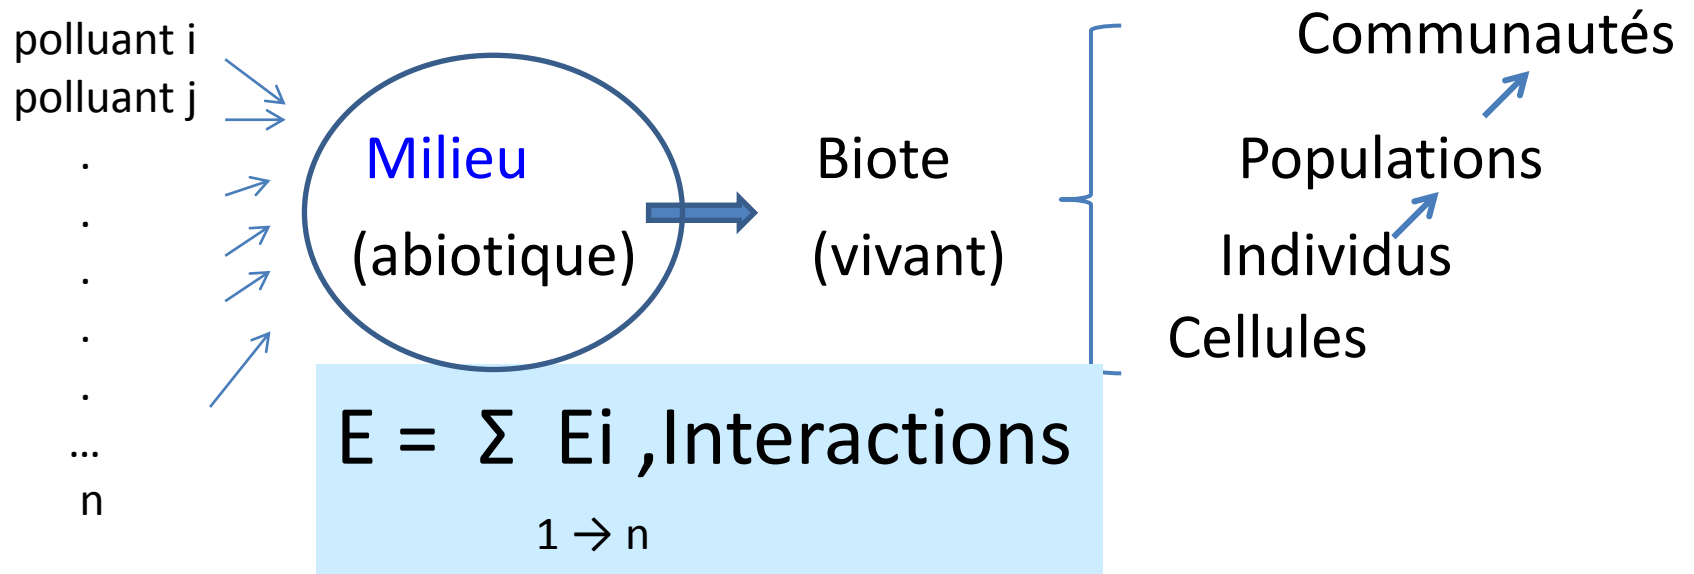 polluant i
polluant j
.
.
.
.
.
...
n
Milieu
(abiotique)
Biote
(vivant)
Communautés
Populations
Individus
Cellules
E = Σ Ei ,Interactions
1 → n